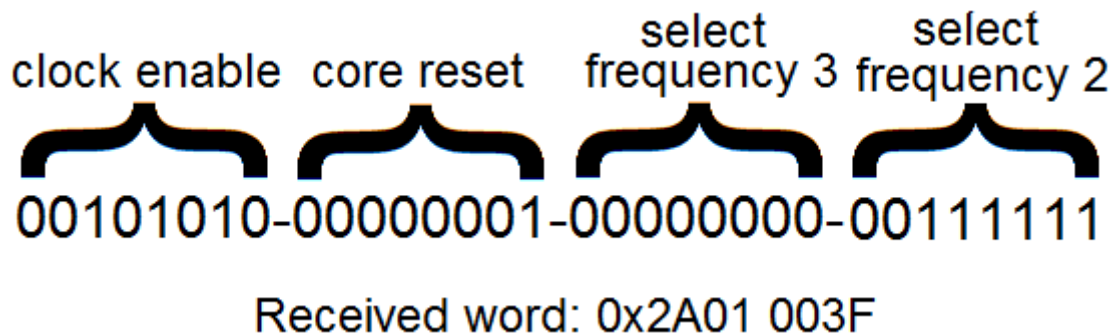 clock enable
core reset
select
frequency 3
select
frequency 2
00101010-00000001-00000000-00111111
Received word: 0x2A01 003F